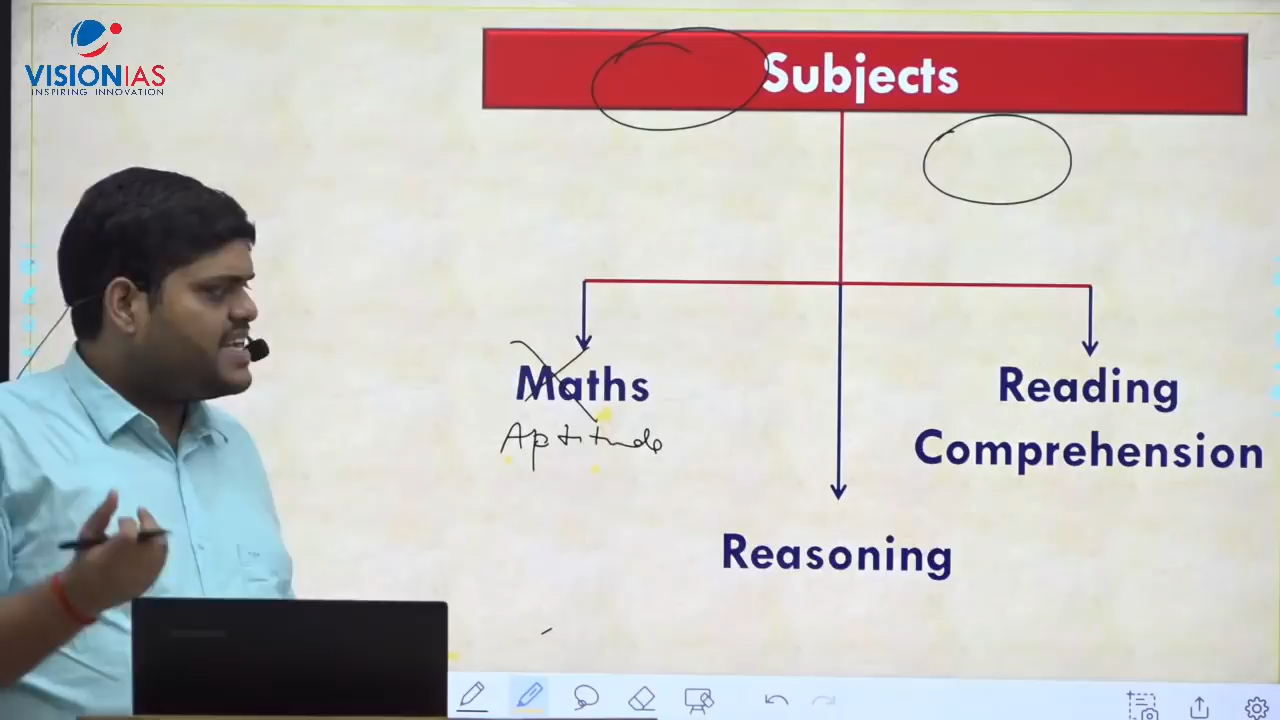 VISIONIAS
INSPIRING INNOVATION
Subjects
Maths
Aptitude
Reading
Comprehension
Reasoning